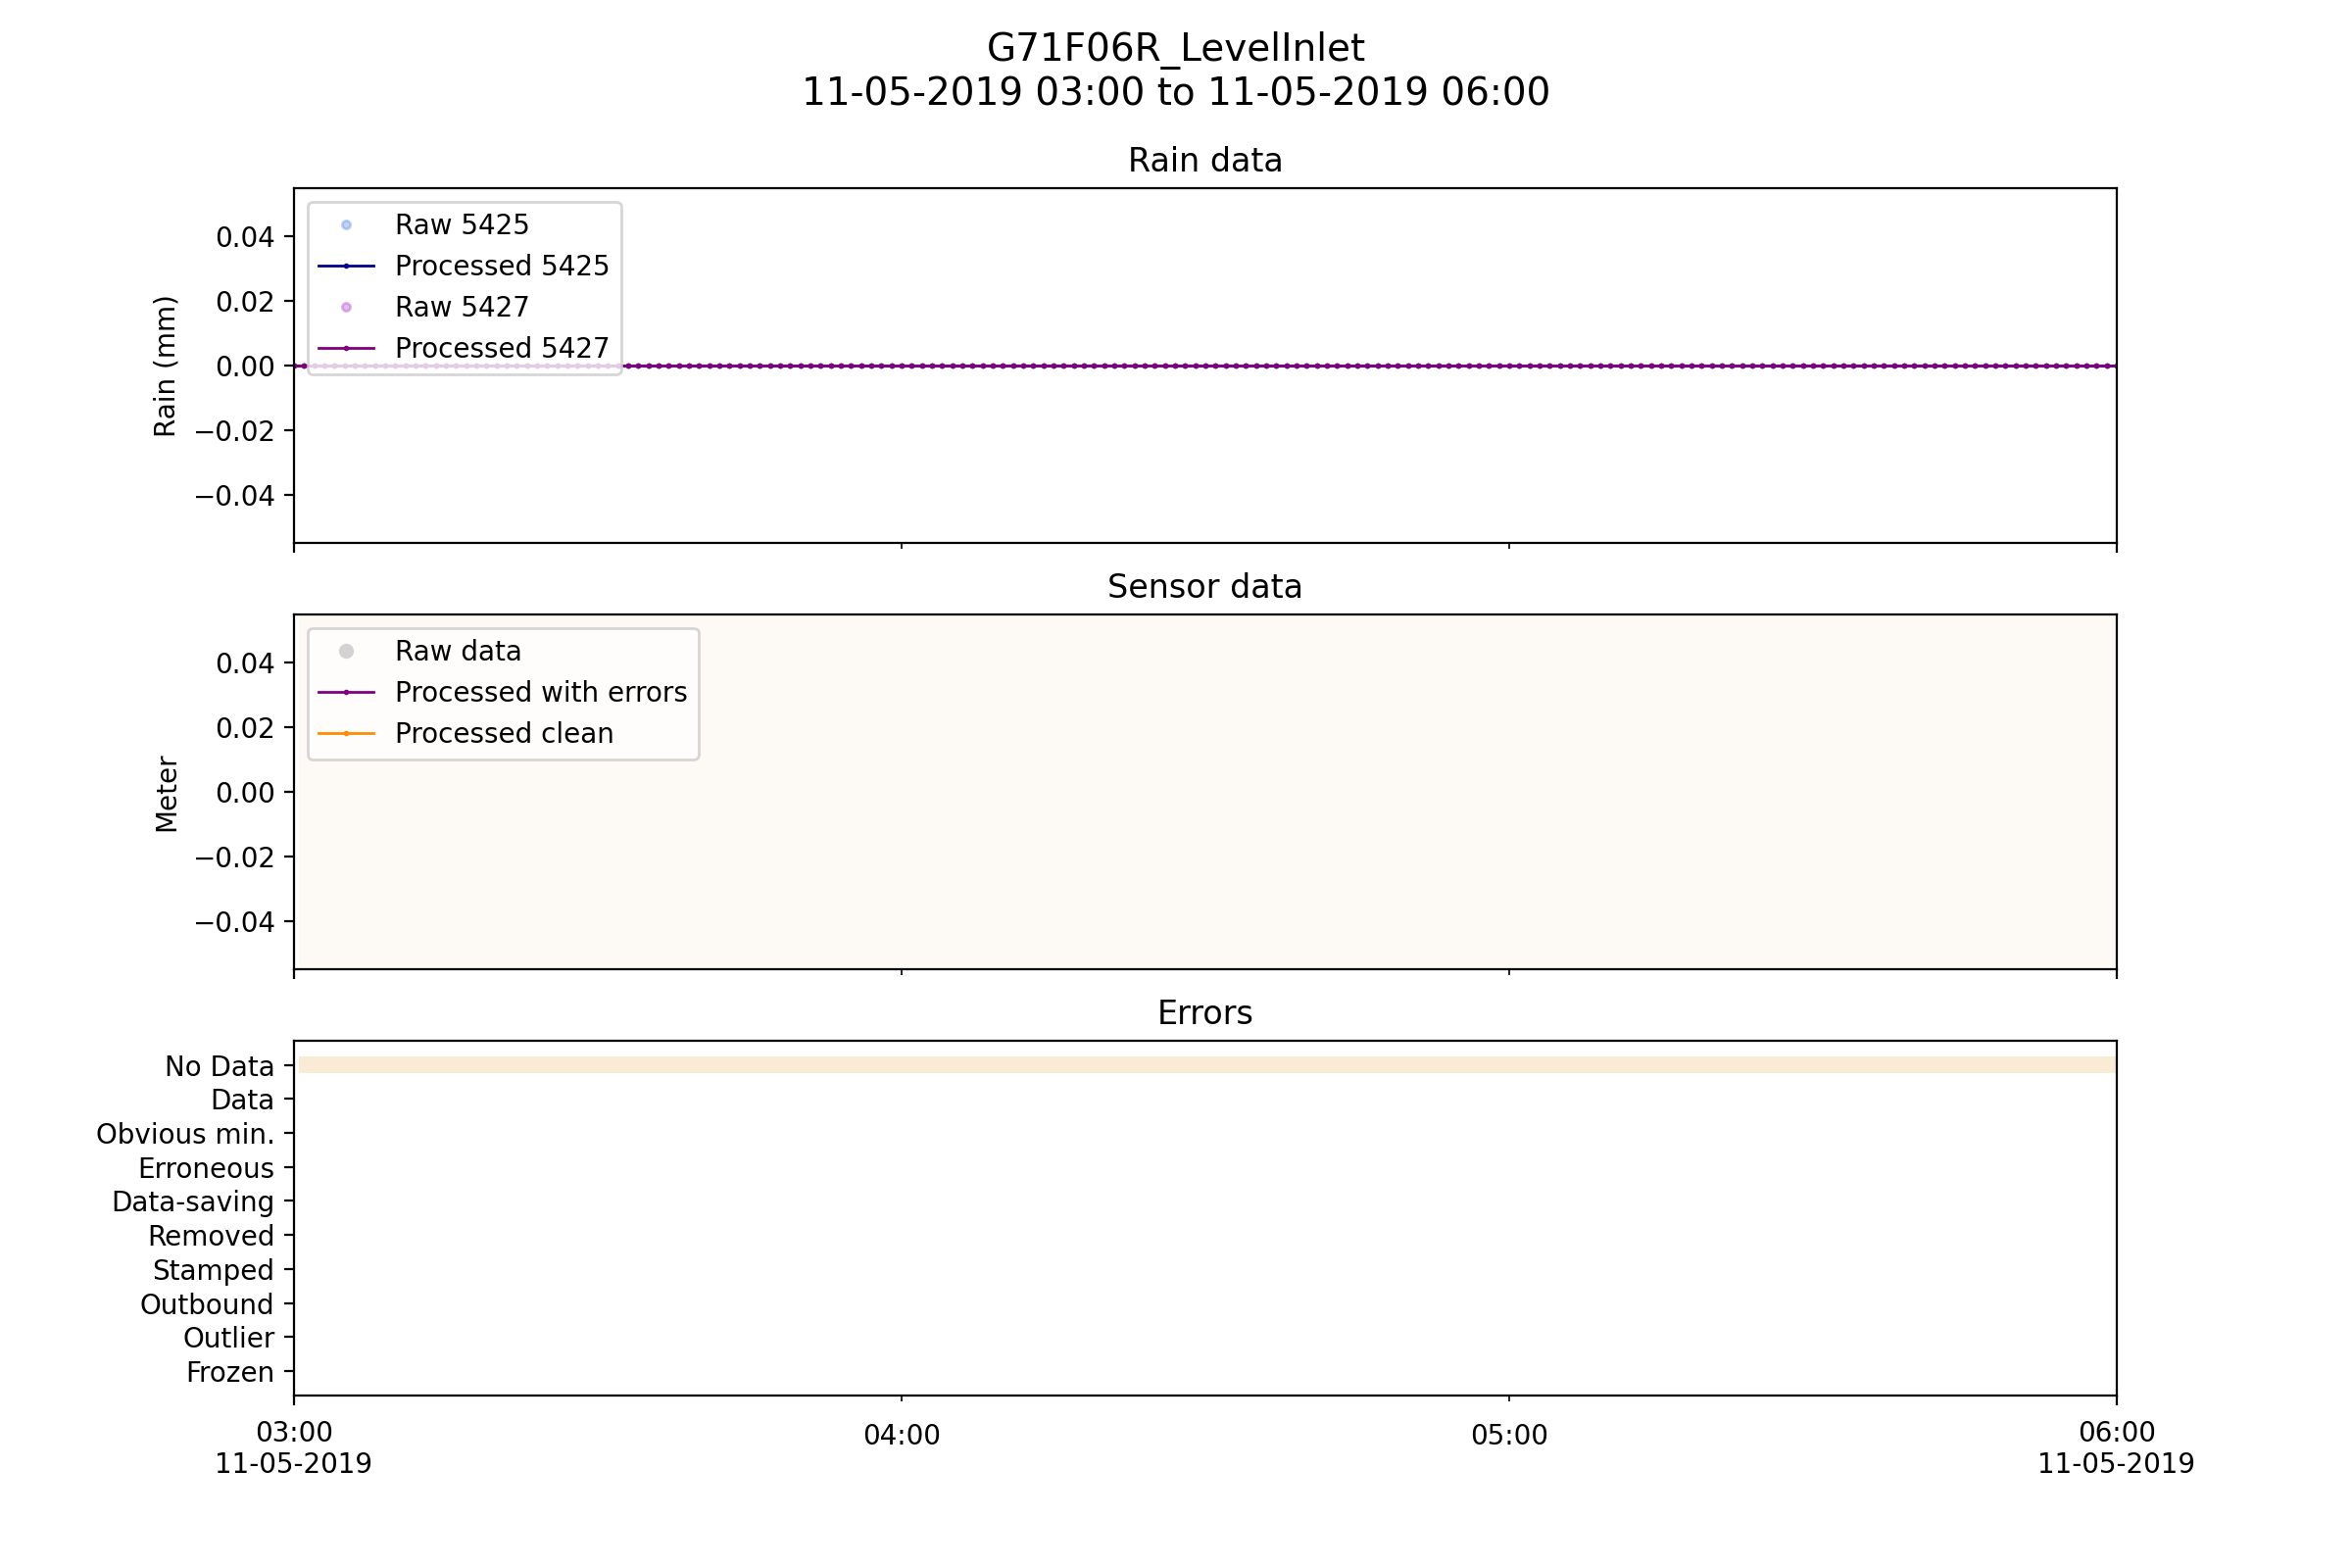 G71F06R_LevelInlet
11-05-2019 03:00 to 11-05-2019 06:00
Rain data
Rain (mm)
0.04
0.02
0.00
−0.02
−0.04
Raw 5425
Processed 5425
Raw 5427
Processed 5427
Sensor data
Meter
0.04
0.02
0.00
−0.02
−0.04
Raw data
Processed with errors
Processed clean
Errors
No Data
Data
Obvious min.
Erroneous
Data-saving
Removed
Stamped
Outbound
Outlier
Frozen
03:00
11-05-2019
04:00
05:00
06:00
11-05-2019